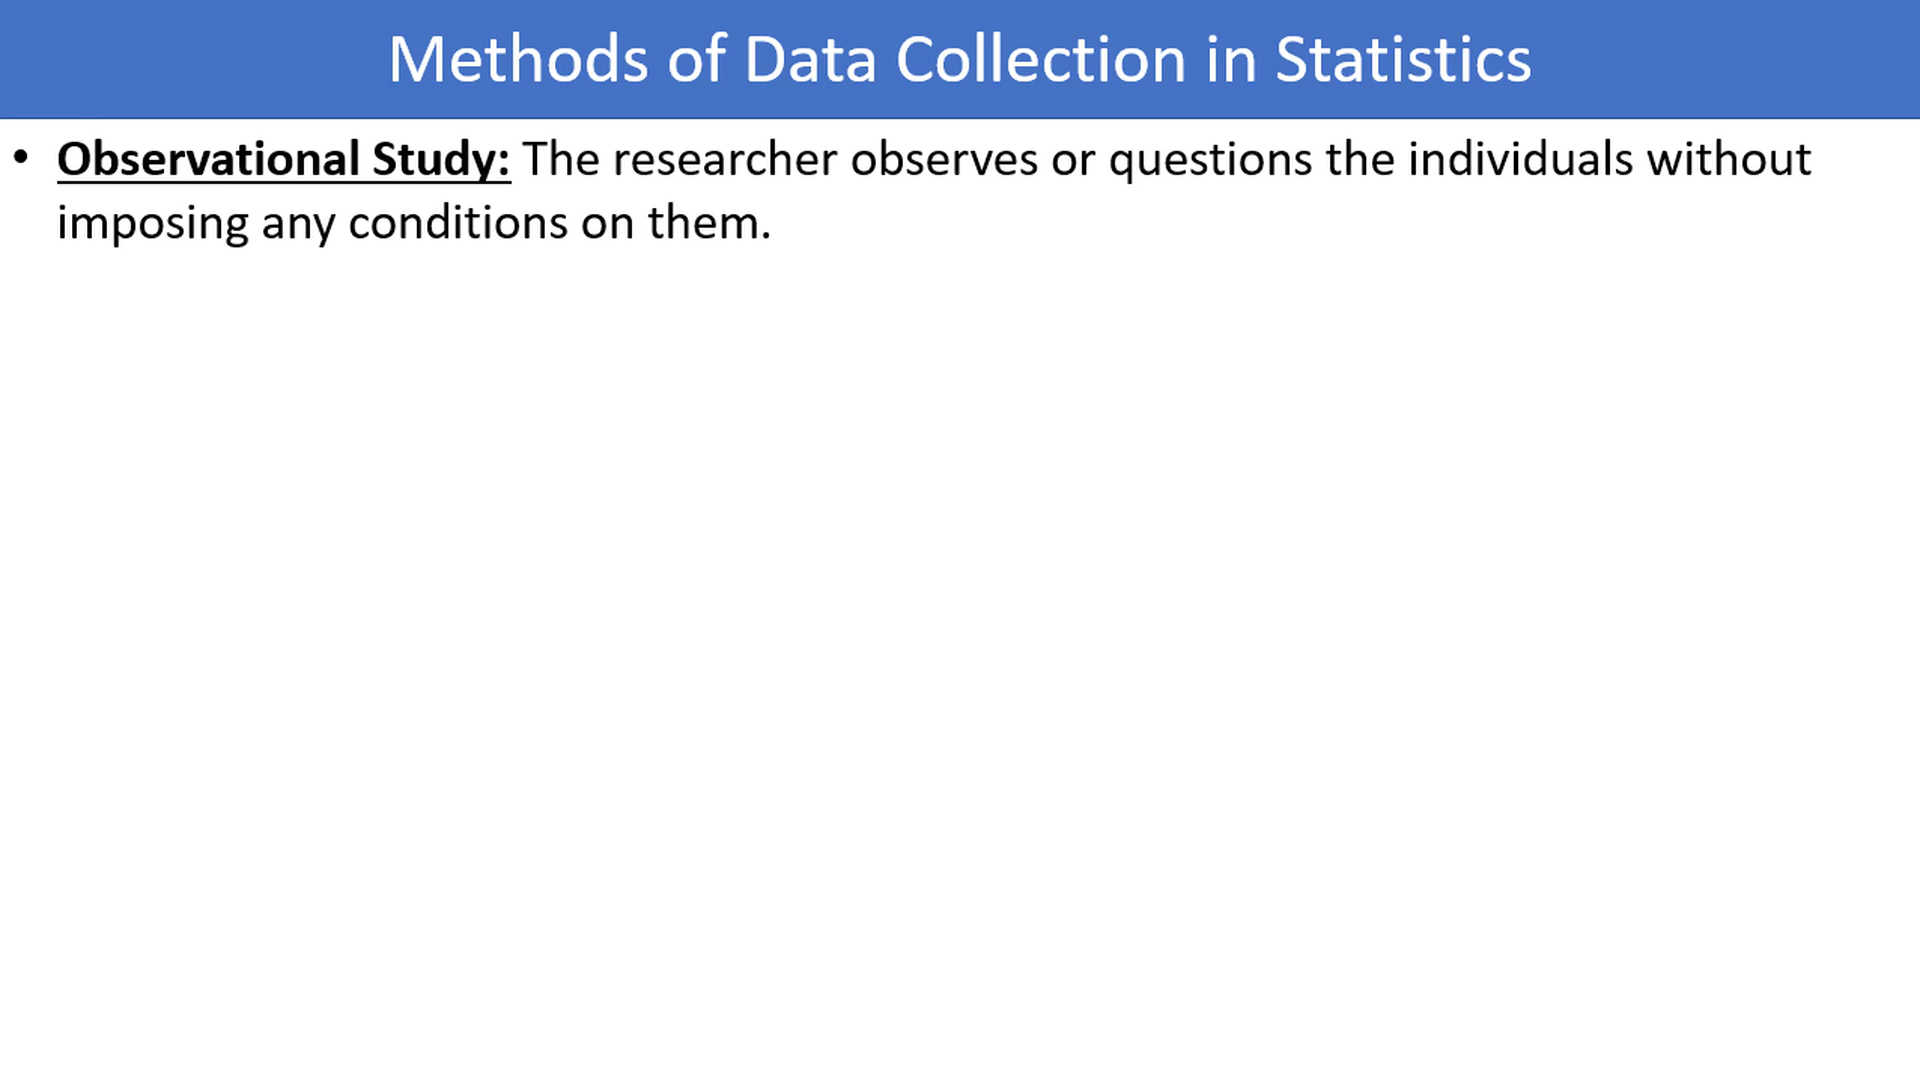 Methods of Data Collection in Statistics
• Observational Study: The researcher observes or questions the individuals without
imposing any conditions on them.